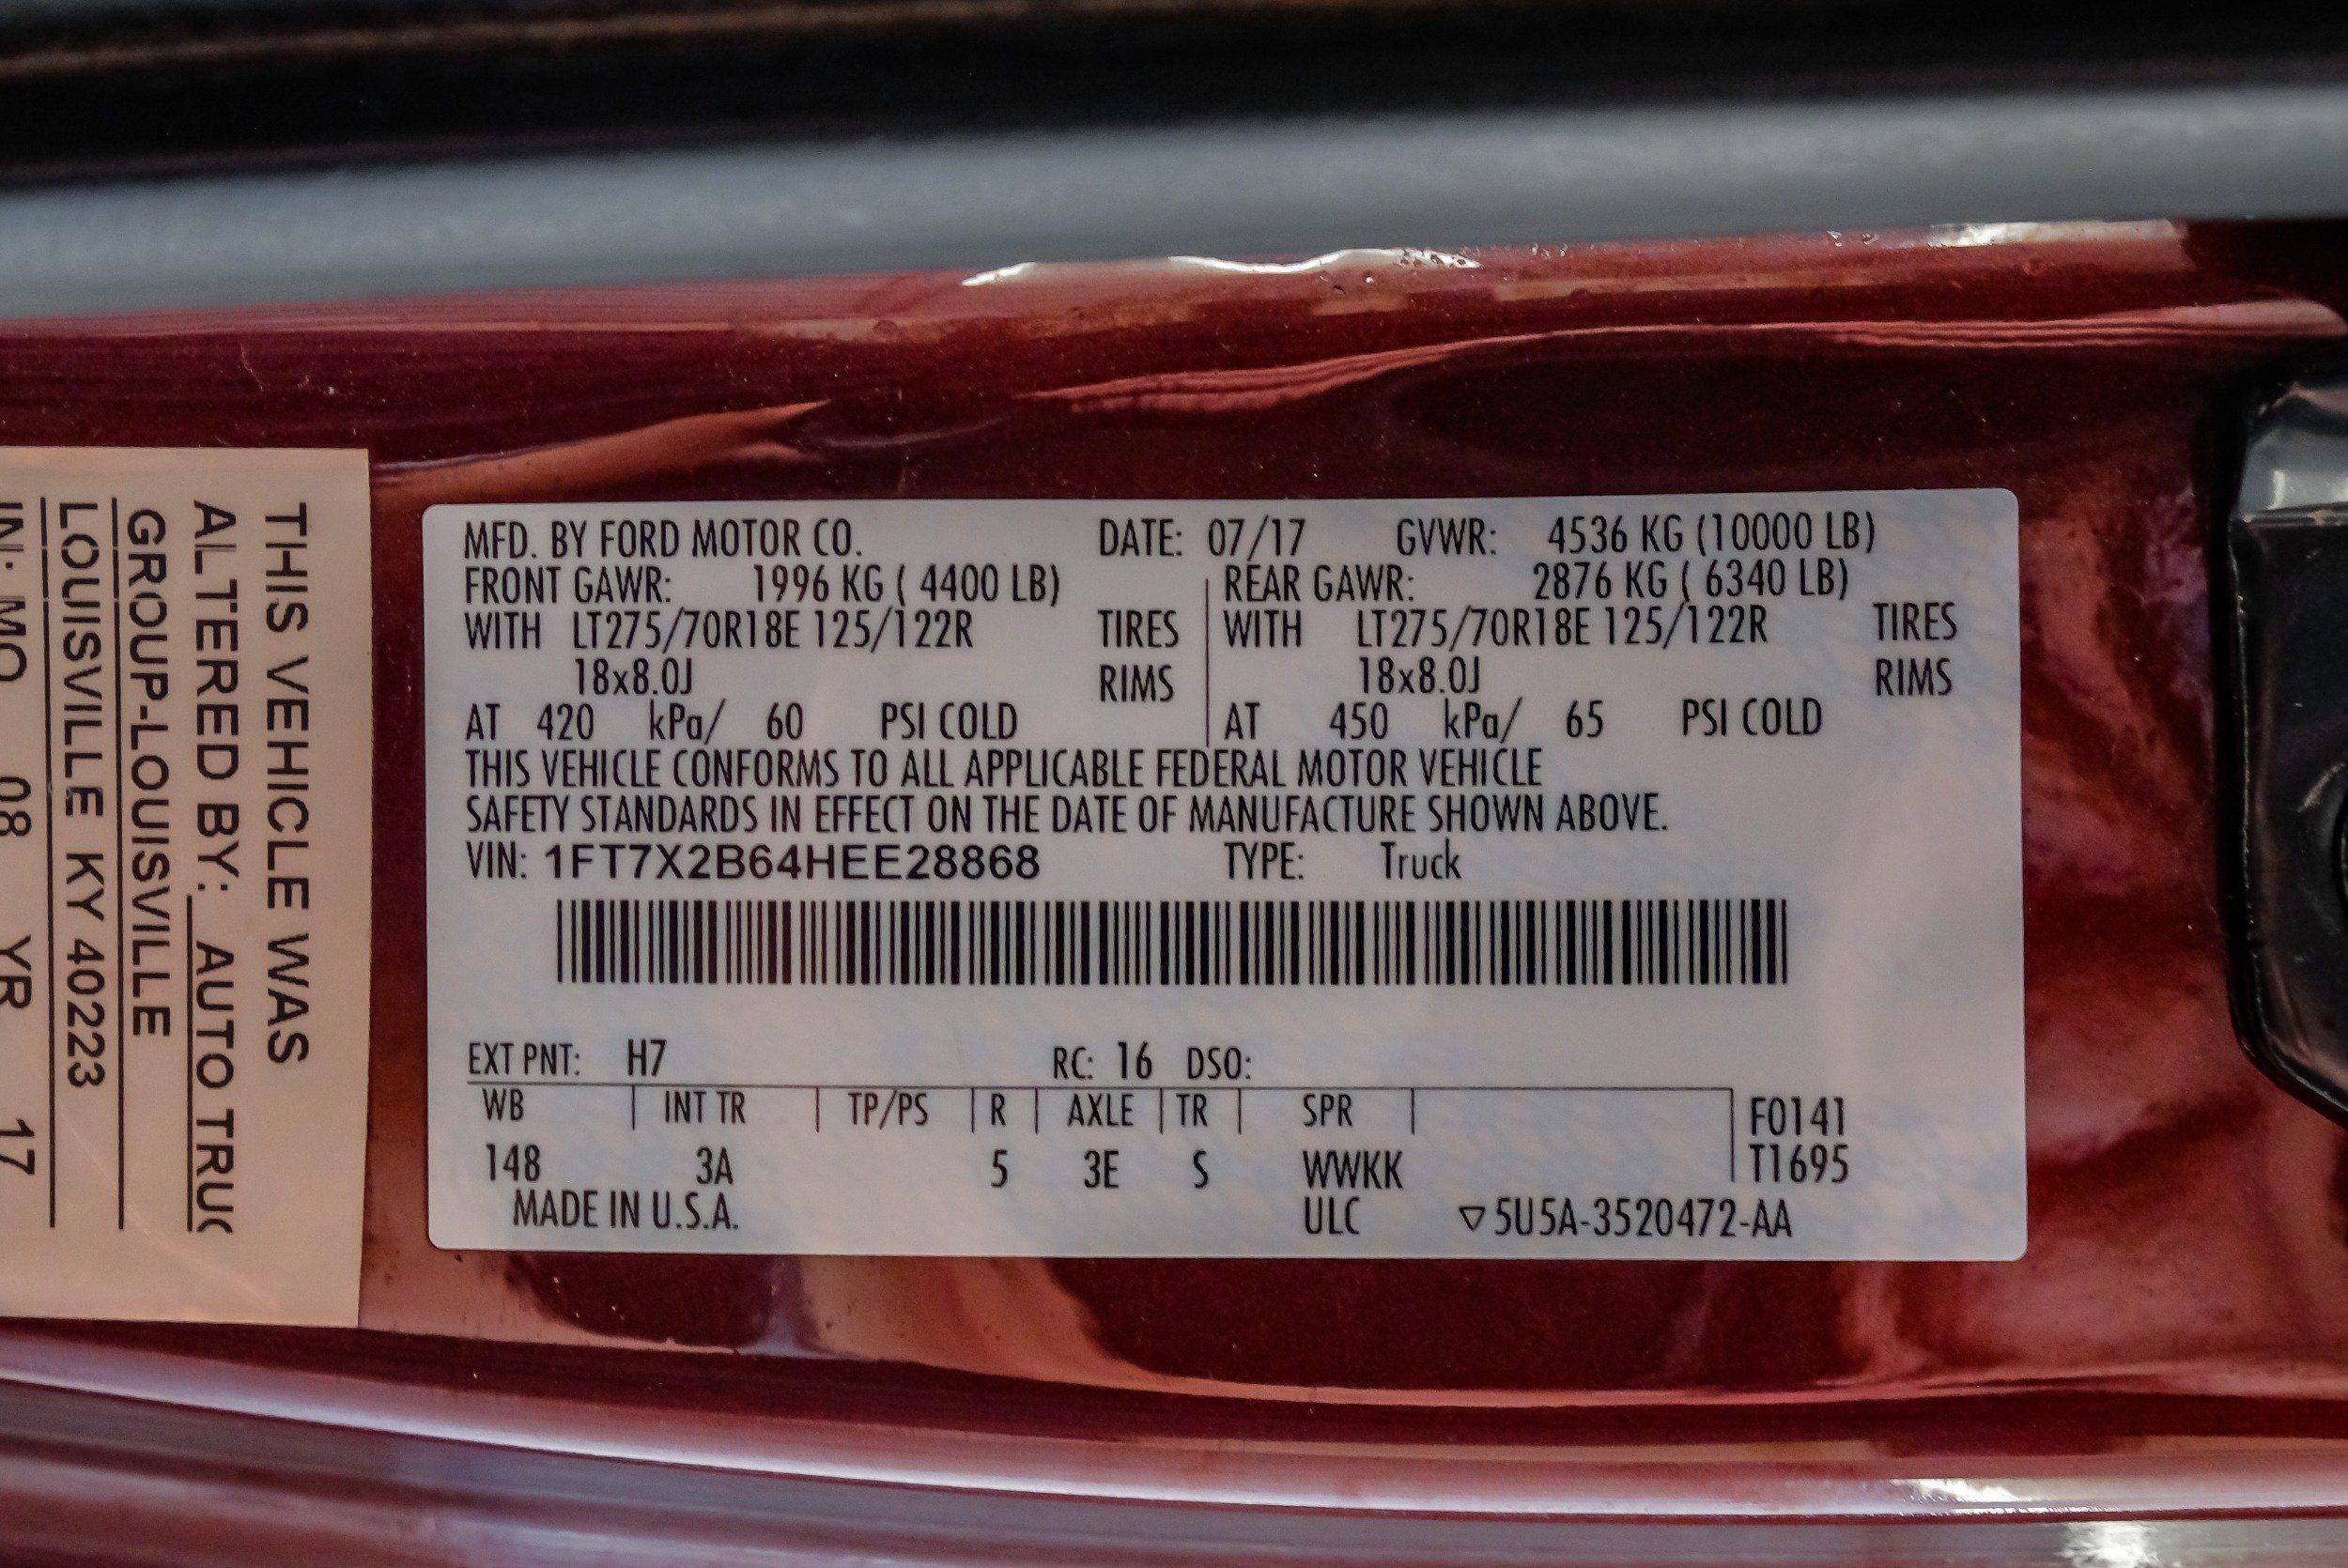 THIS VEHICLE WAS
ALTERED BY: AUTO TRUC
GROUP-LOUISVILLE
LOUISVILLE KY 40223
IN: MO 08 YR 17
MFD. BY FORD MOTOR CO. DATE: 07/17 GVWR: 4536 KG (10000 LB)
FRONT GAWR: 1996 KG ( 4400 LB) REAR GAWR: 2876 KG ( 6340 LB)
WITH LT275/70R18E 125/122R TIRES WITH LT275/70R18E 125/122R TIRES
18x8.0J RIMS 18x8.0J RIMS
AT 420 kPa/ 60 PSI COLD AT 450 kPa/ 65 PSI COLD
THIS VEHICLE CONFORMS TO ALL APPLICABLE FEDERAL MOTOR VEHICLE
SAFETY STANDARDS IN EFFECT ON THE DATE OF MANUFACTURE SHOWN ABOVE.
VIN: 1FT7X2B64HEE28868 TYPE: Truck
EXT PNT: H7 RC: 16 DSO:
WB INT TR TP/PS R AXLE TR SPR F0141
148 3A 5 3E S WWKK T1695
MADE IN U.S.A. ULC ▽5U5A-3520472-AA